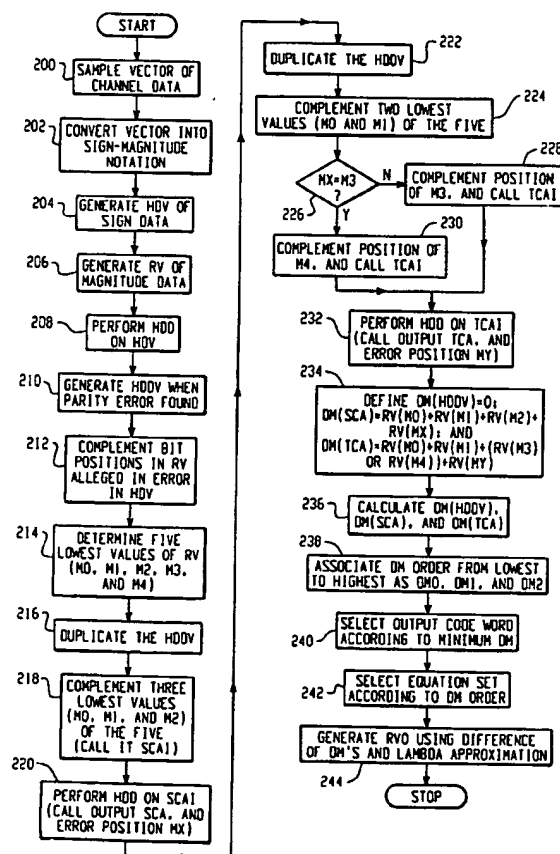 START
200
SAMPLE VECTOR OF
CHANNEL DATA
202
CONVERT VECTOR INTO
SIGN-MAGNITUDE
NOTATION
204
GENERATE HDV OF
SIGN DATA
206
GENERATE RV OF
MAGNITUDE DATA
208
PERFORM HDD
ON HDV
210
GENERATE HDDV WHEN
PARITY ERROR FOUND
212
COMPLEMENT BIT
POSITIONS IN RV
ALLEGED IN ERROR
IN HDV
214
DETERMINE FIVE
LOWEST VALUES OF RV
(M0, M1, M2, M3,
AND M4)
216
DUPLICATE THE HDDV
218
COMPLEMENT THREE
LOWEST VALUES
(M0, M1, AND M2)
OF THE FIVE
(CALL IT SCAI)
220
PERFORM HDD ON SCAI
(CALL OUTPUT SCA, AND
ERROR POSITION MX)
222
DUPLICATE THE HDDV
224
COMPLEMENT TWO LOWEST
VALUES (M0 AND M1) OF THE FIVE
226
MX=M3
?
N
Y
228
COMPLEMENT POSITION
OF M3, AND CALL TCAI
230
COMPLEMENT POSITION OF
M4, AND CALL TCAI
232
PERFORM HDD ON TCAI
(CALL OUTPUT TCA, AND
ERROR POSITION MY)
234
DEFINE DM(HDDV)=0;
DM(SCA)=RV(M0)+RV(M1)+RV(M2)+
RV(MX); AND
DM(TCA)=RV(M0)+RV(M1)+(RV(M3)
OR RV(M4))+RV(MY)
236
CALCULATE DM(HDDV),
DM(SCA), AND DM(TCA)
238
ASSOCIATE DM ORDER FROM LOWEST
TO HIGHEST AS DM0, DM1, AND DM2
240
SELECT OUTPUT CODE WORD
ACCORDING TO MINIMUM DM
242
SELECT EQUATION SET
ACCORDING TO DM ORDER
244
GENERATE RVO USING DIFFERENCE
OF DM'S AND LAMBDA APPROXIMATION
STOP